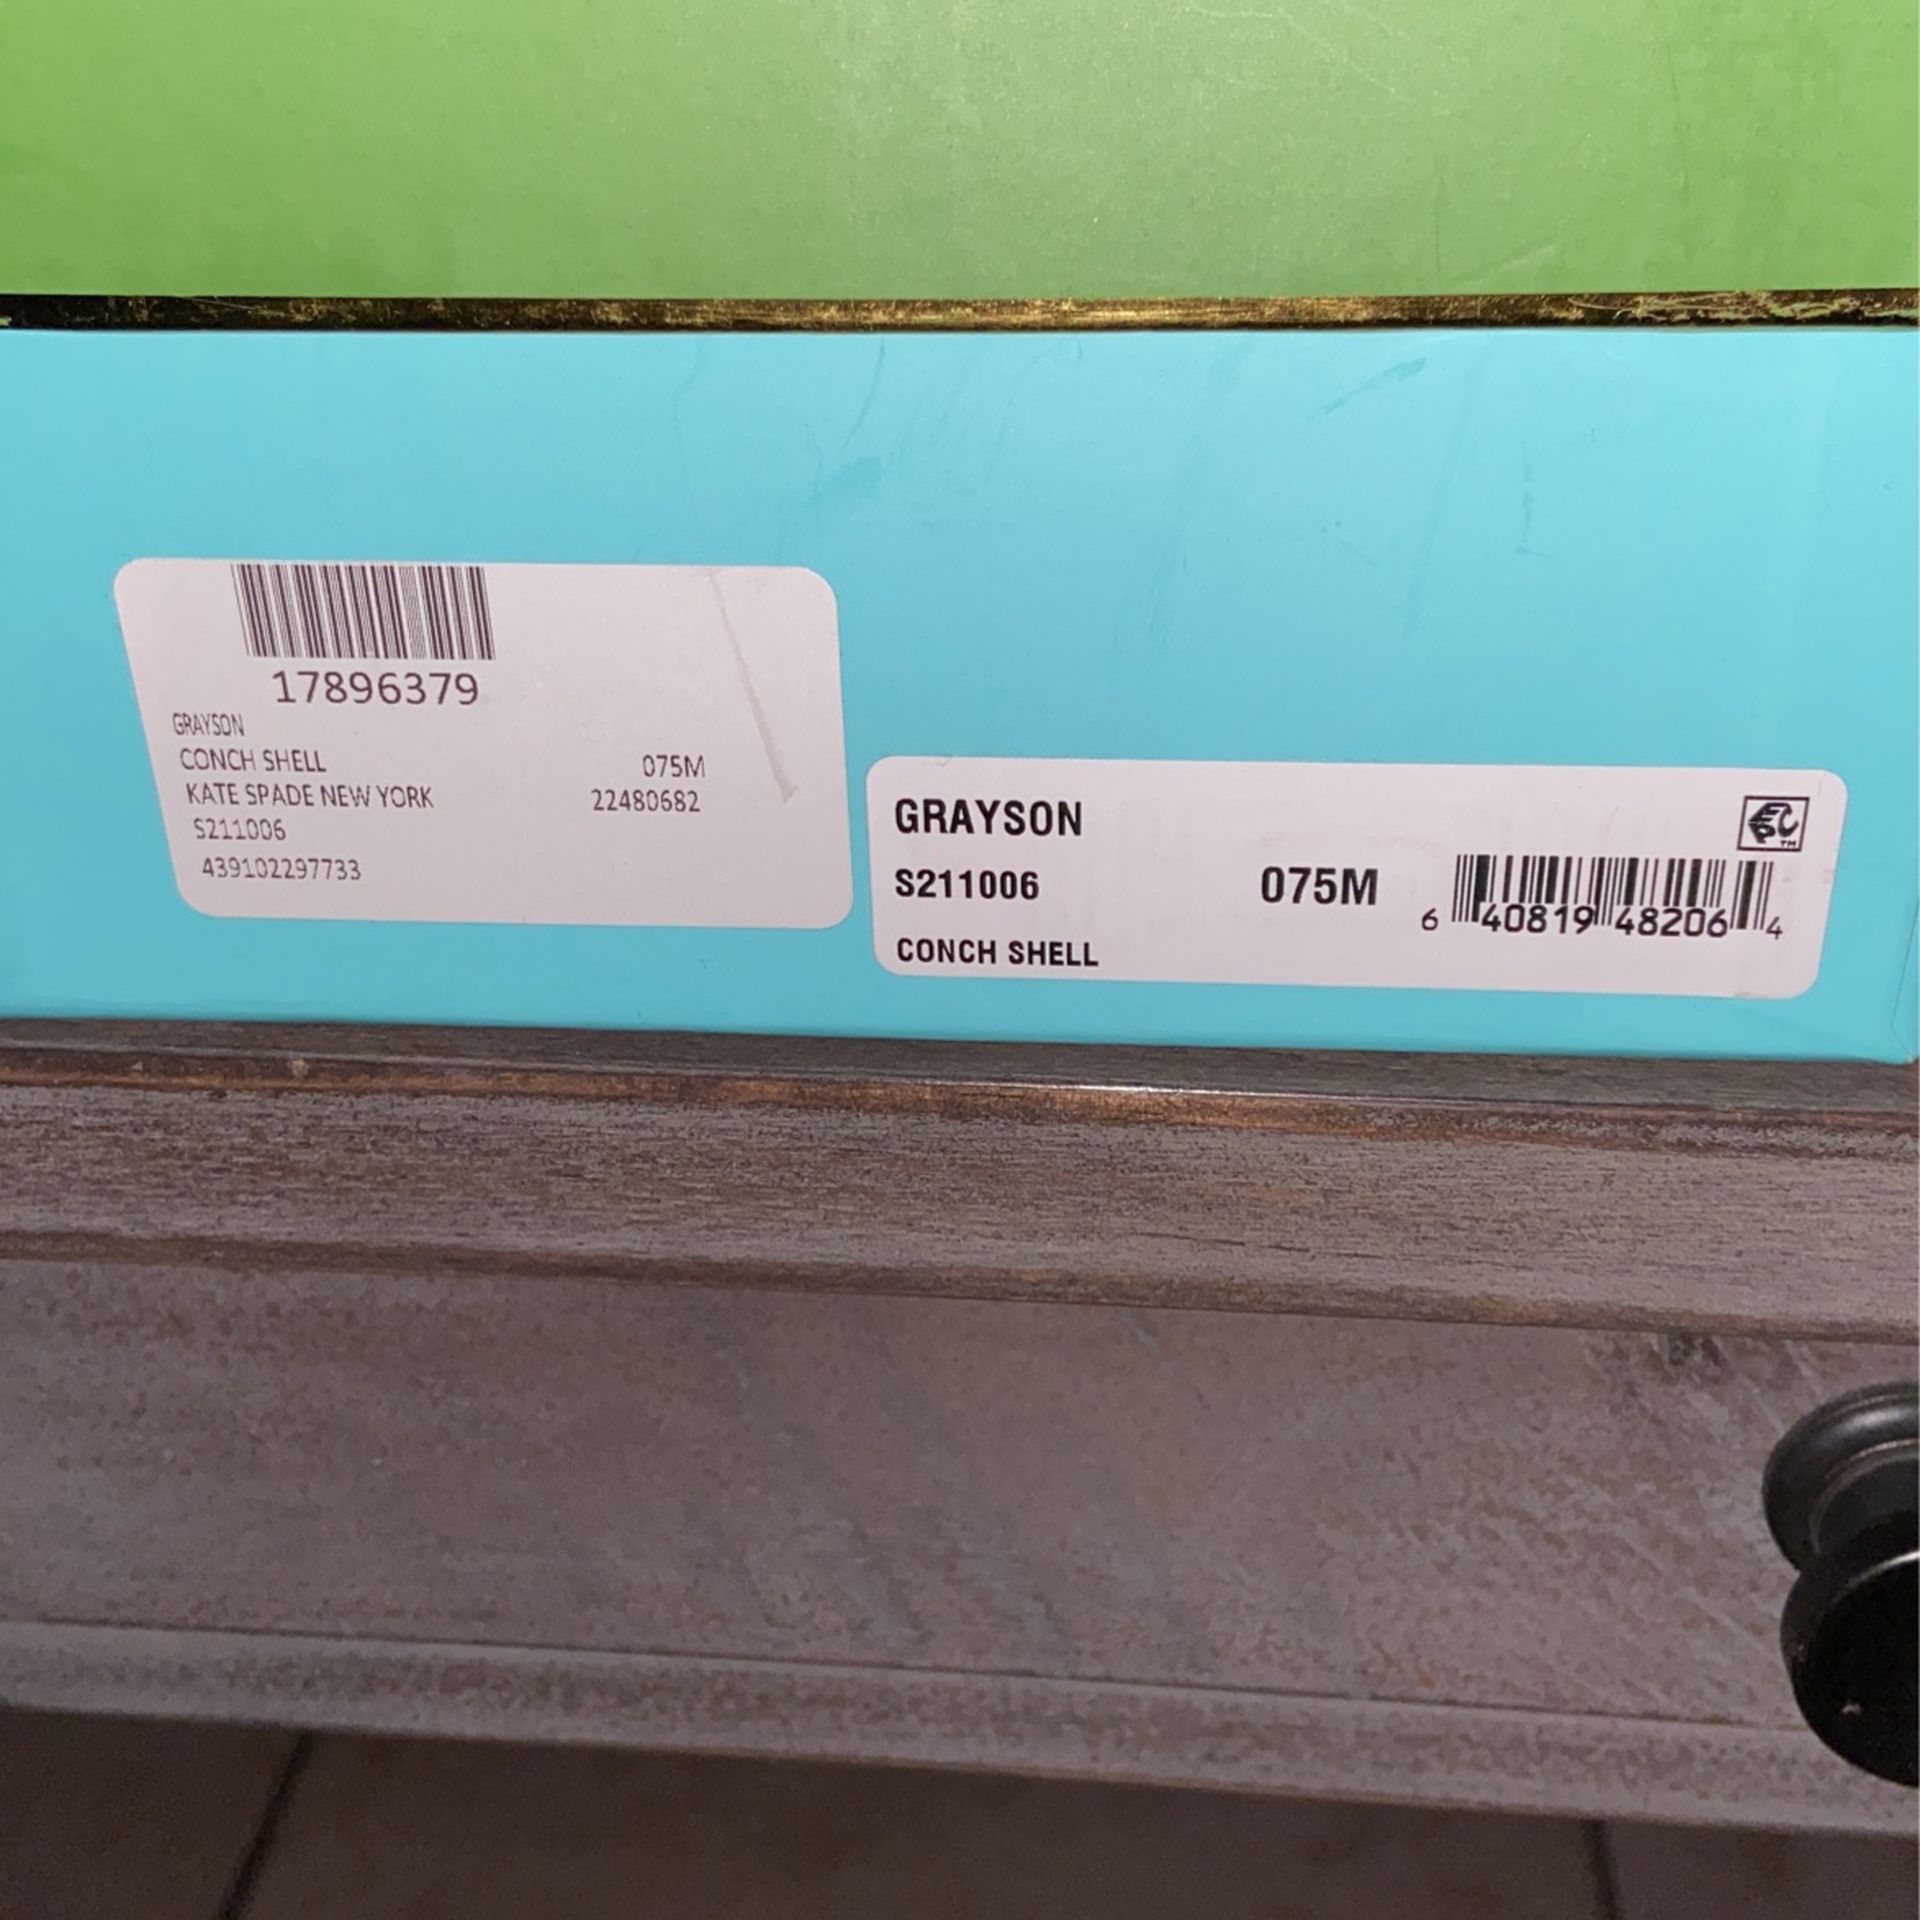 17896379
GRAYSON
CONCH SHELL 075M
KATE SPADE NEW YORK 22480682
S211006
439102297733
GRAYSON
S211006 075M
6 40819 48206 4
CONCH SHELL